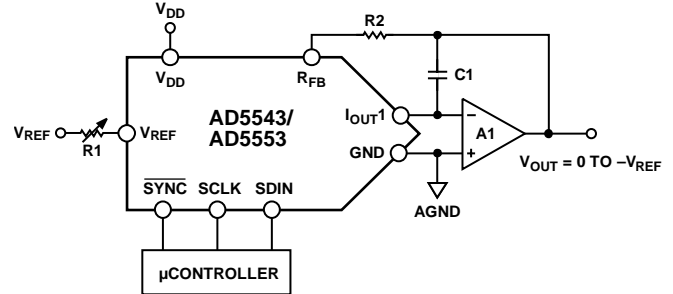 VDD
R2
VDD
RFB
C1
VREF
R1
VREF
AD5543/
AD5553
IOUT1
GND
–
A1
+
VOUT = 0 TO –VREF
AGND
SYNC SCLK SDIN
µCONTROLLER